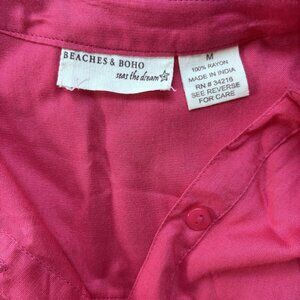 BEACHES & BOHO
seas the dream
M
100% RAYON
MADE IN INDIA
RN # 34216
SEE REVERSE
FOR CARE